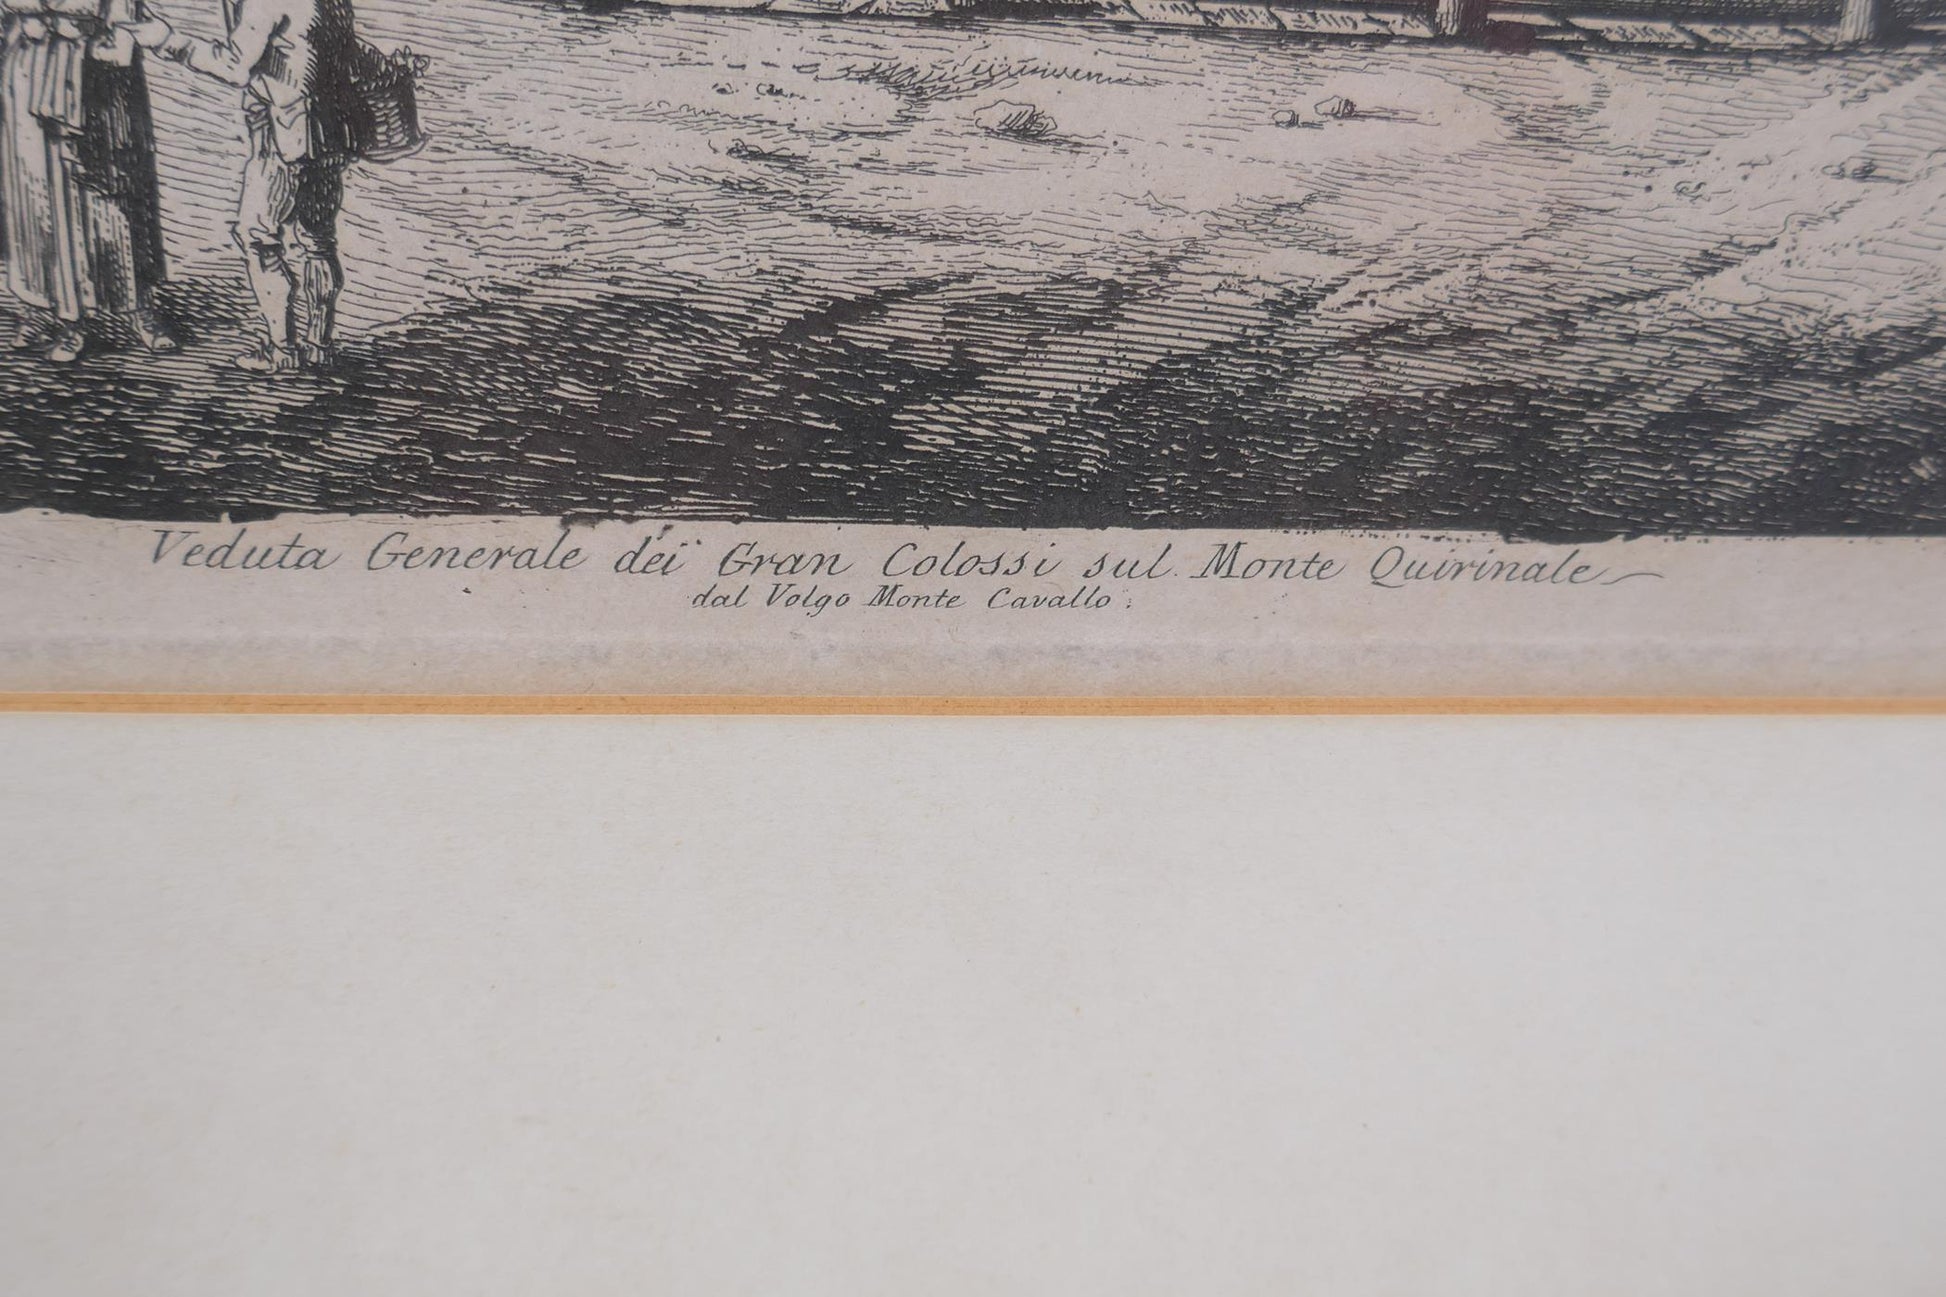 Veduta Generale dei Gran Colossi sul Monte Quirinale
dal Volgo Monte Cavallo.